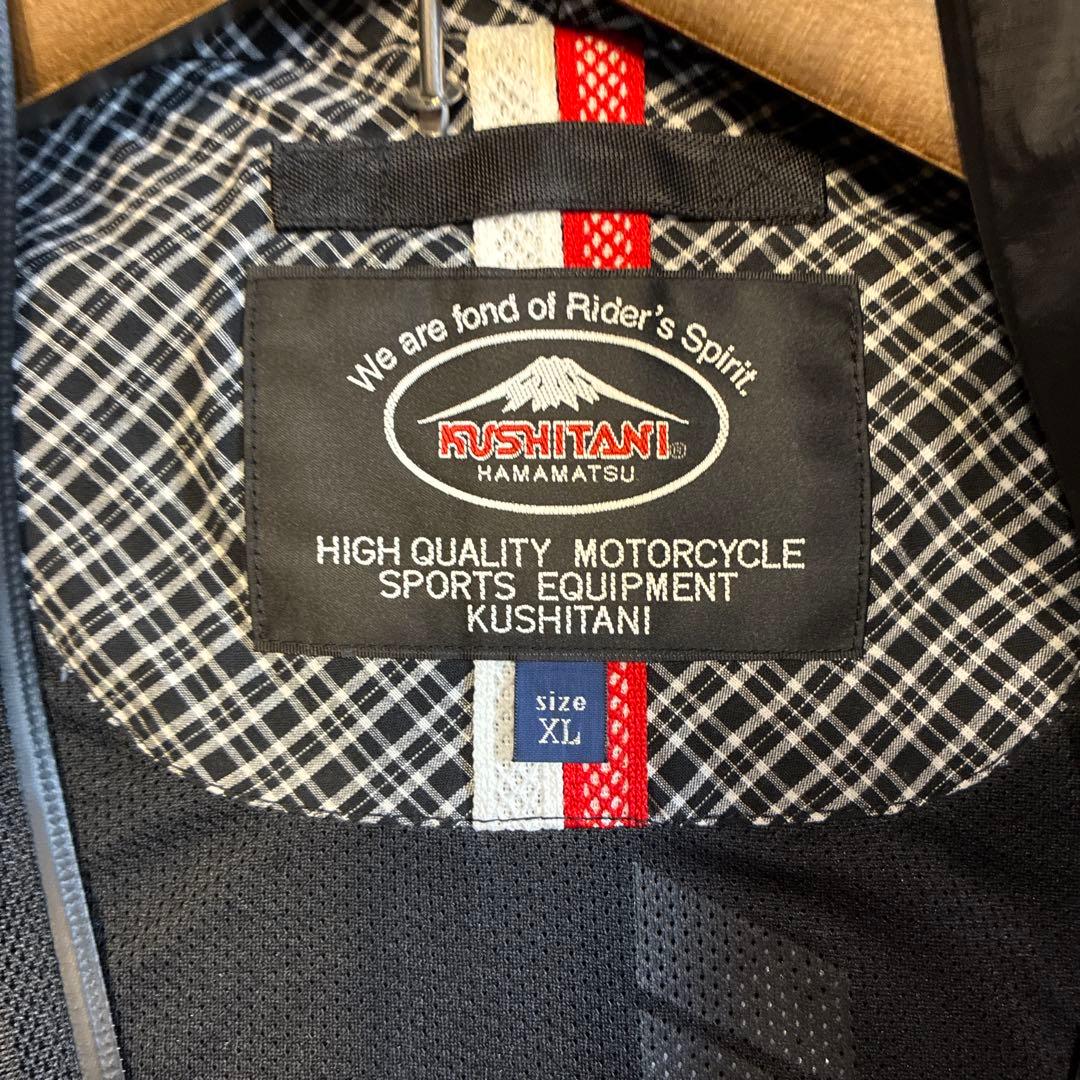 We are fond of Rider's Spirit.
KUSHITANI®
HAMAMATSU
HIGH QUALITY MOTORCYCLE
SPORTS EQUIPMENT
KUSHITANI
size
XL